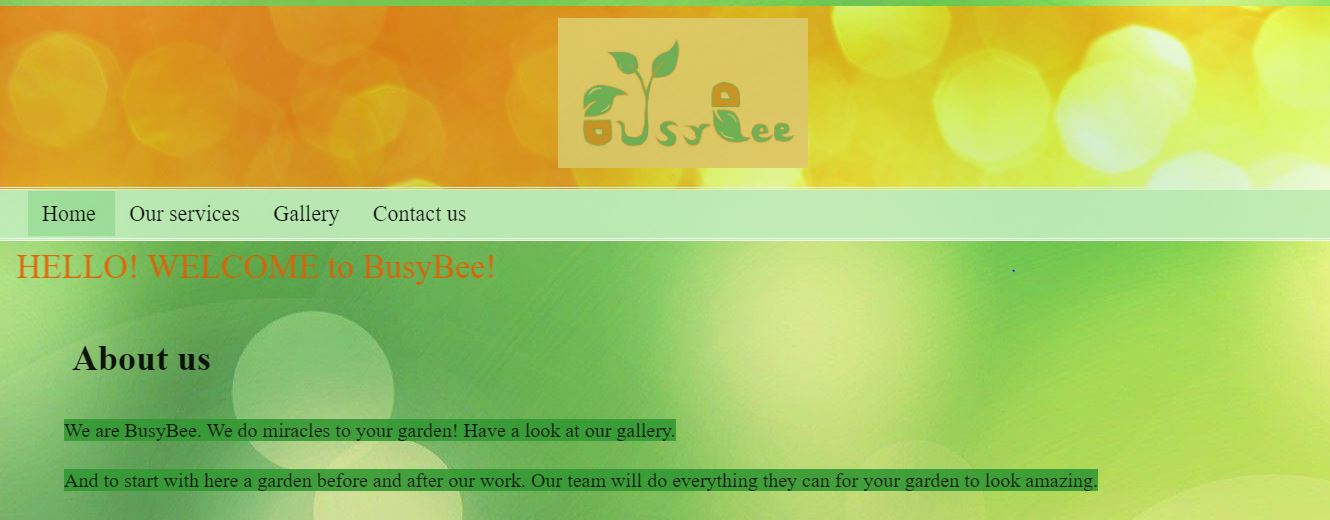 BusyBee
Home Our services Gallery Contact us
HELLO! WELCOME to BusyBee!
About us
We are BusyBee. We do miracles to your garden! Have a look at our gallery.
And to start with here a garden before and after our work. Our team will do everything they can for your garden to look amazing.